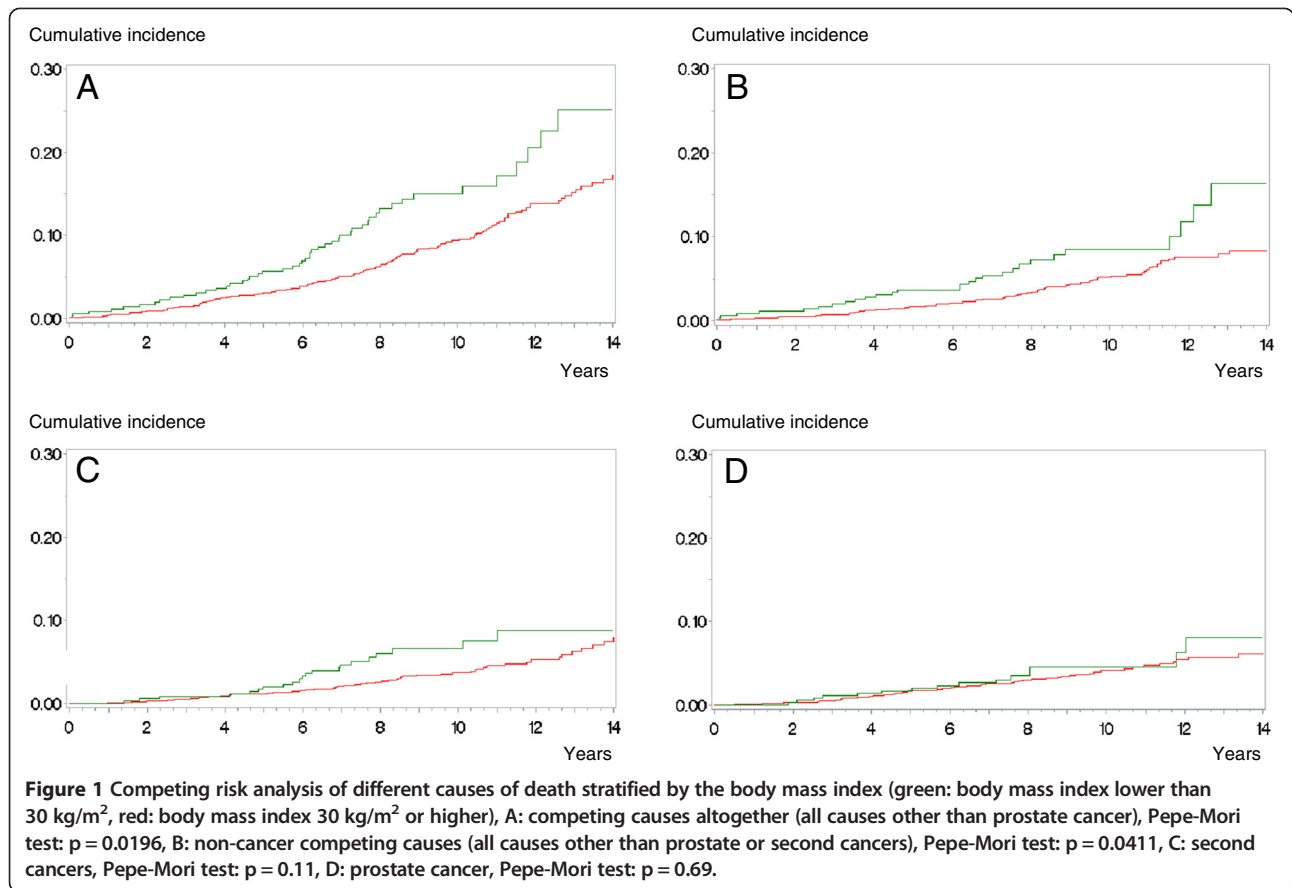 Cumulative incidence
Cumulative incidence
0.30
A
0.20
0.10
0.00
0 2 4 6 8 10 12 14
Years
0.30
B
0.20
0.10
0.00
0 2 4 6 8 10 12 14
Years
Cumulative incidence
Cumulative incidence
0.30
C
0.20
0.10
0.00
0 2 4 6 8 10 12 14
Years
0.30
D
0.20
0.10
0.00
0 2 4 6 8 10 12 14
Years
Figure 1 Competing risk analysis of different causes of death stratified by the body mass index (green: body mass index lower than
30 kg/m², red: body mass index 30 kg/m² or higher), A: competing causes altogether (all causes other than prostate cancer), Pepe-Mori
test: p = 0.0196, B: non-cancer competing causes (all causes other than prostate or second cancers), Pepe-Mori test: p = 0.0411, C: second
cancers, Pepe-Mori test: p = 0.11, D: prostate cancer, Pepe-Mori test: p = 0.69.